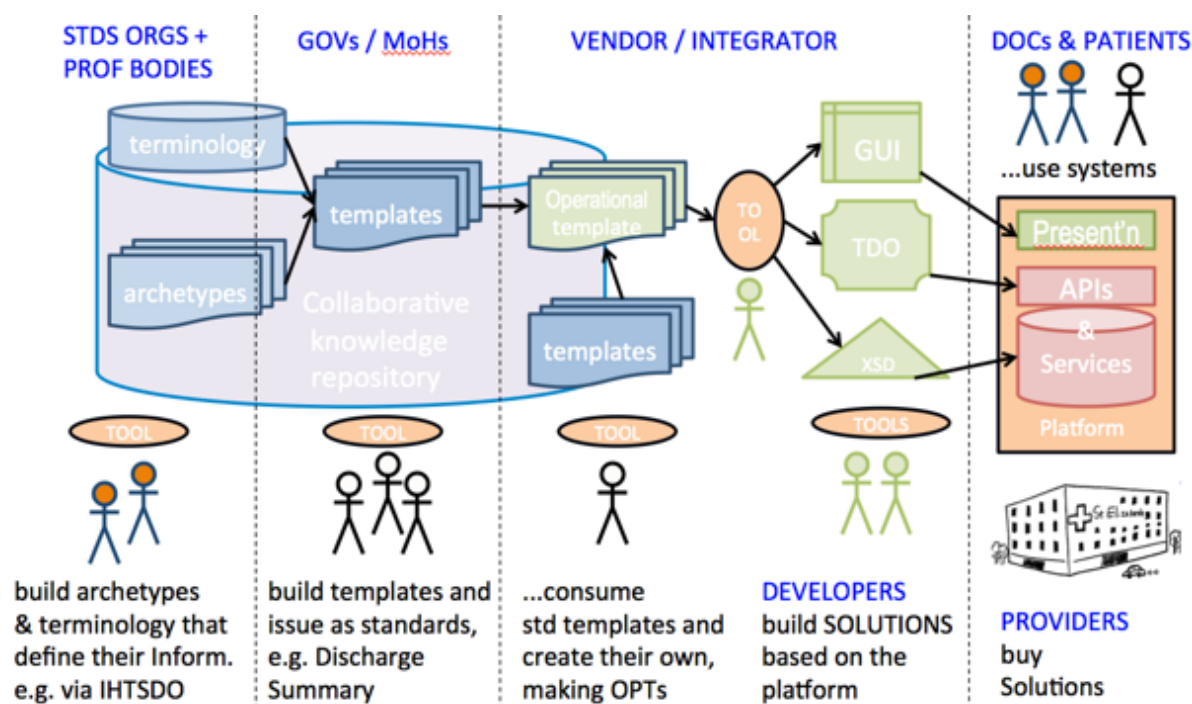 STDS ORGS +
PROF BODIES
GOVs / MoHs
VENDOR / INTEGRATOR
DOCs & PATIENTS
...use systems
terminology
archetypes
templates
Collaborative
knowledge
repository
Operational
template
templates
TO
OL
GUI
TDO
XSD
Present'n
APIs
&
Services
Platform
TOOL
TOOL
TOOL
TOOLS
St Elizabeth
build archetypes
& terminology that
define their Inform.
e.g. via IHTSDO
build templates and
issue as standards,
e.g. Discharge
Summary
...consume
std templates and
create their own,
making OPTs
DEVELOPERS
build SOLUTIONS
based on the
platform
PROVIDERS
buy
Solutions